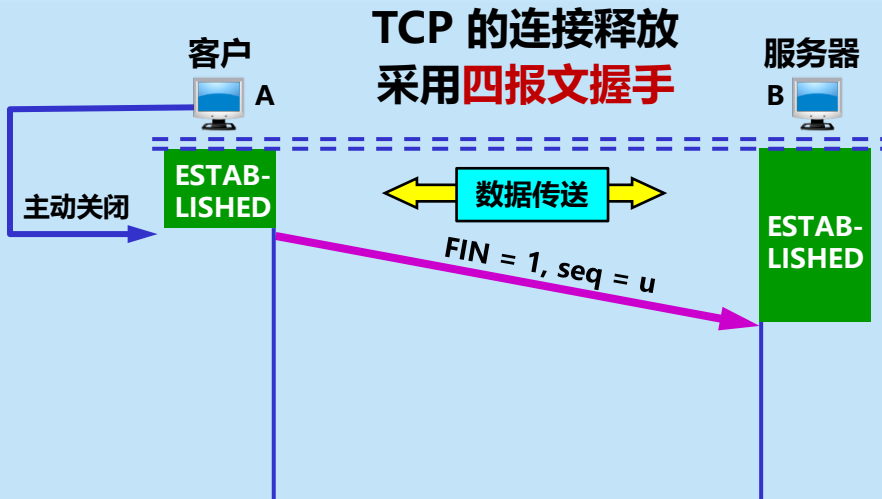 TCP 的连接释放
采用四报文握手
客户
服务器
A
B
ESTAB-
LISHED
数据传送
主动关闭
ESTAB-
LISHED
FIN = 1, seq = u